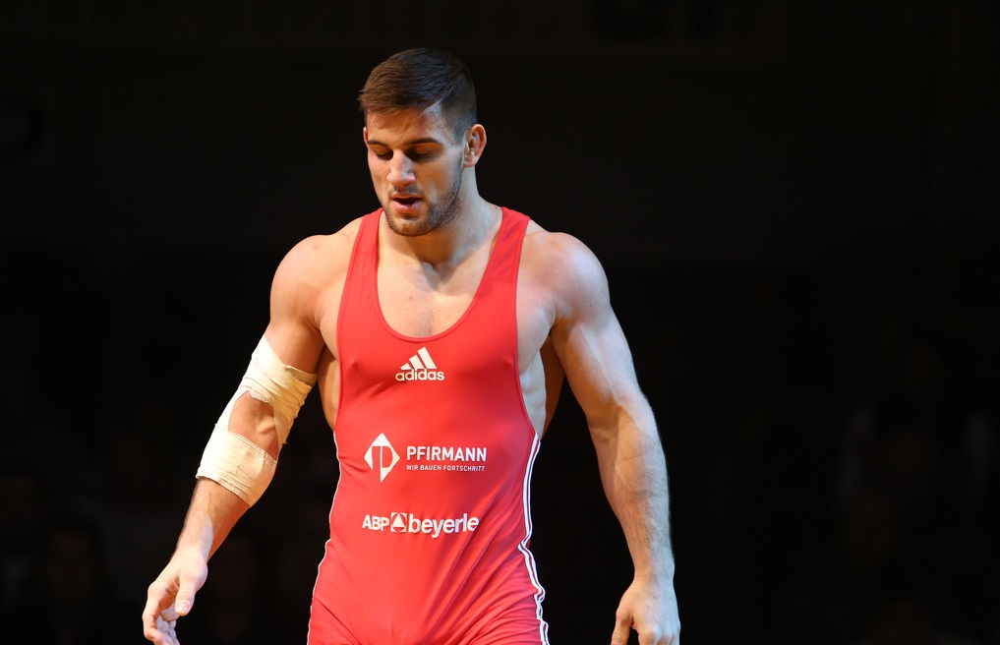 adidas
PFIRMANN
WIR BAUEN FORTSCHRITT
ABP beyerle